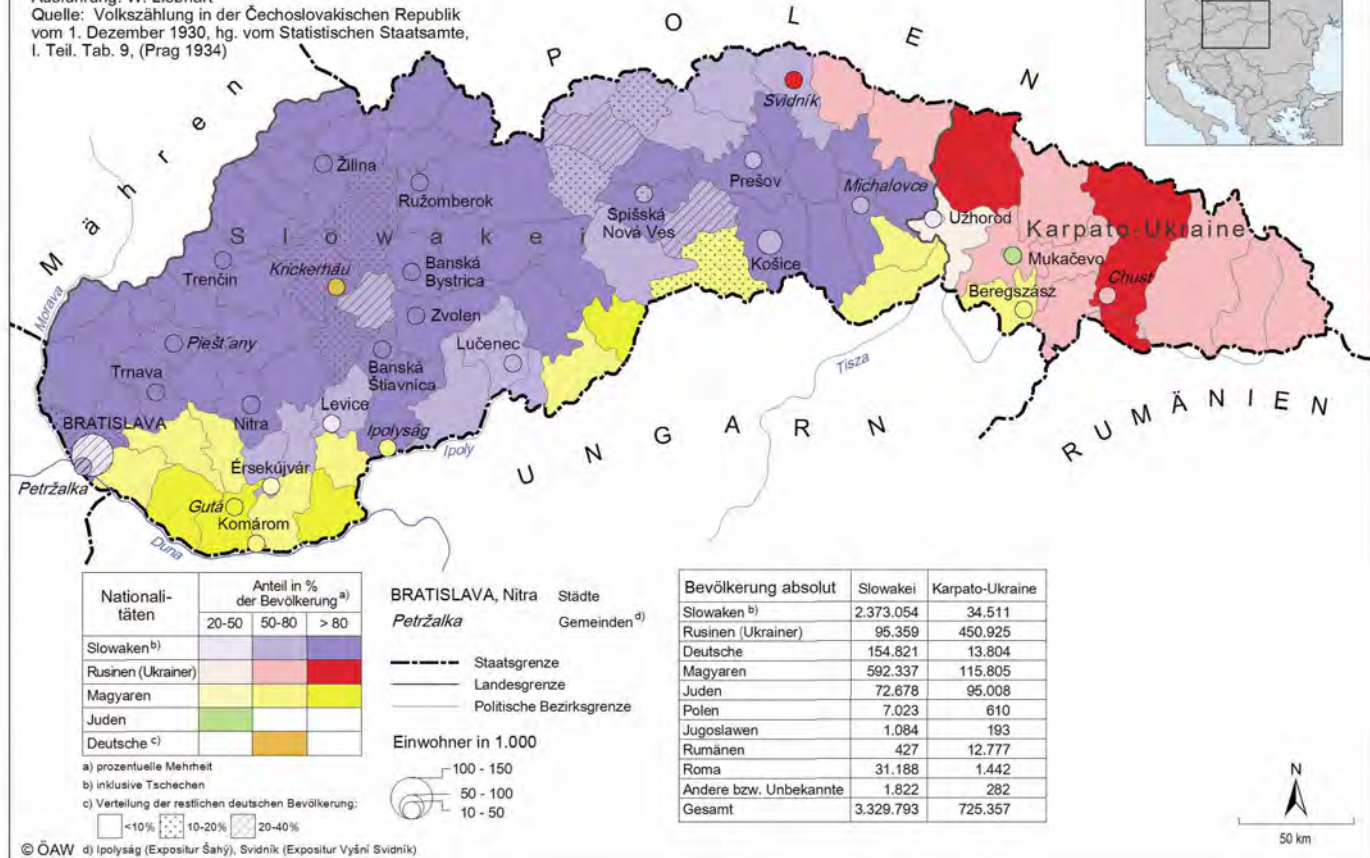 Quelle: Volkszählung in der Čechoslovakischen Republik
vom 1. Dezember 1930, hg. vom Statistischen Staatsamte,
I. Teil. Tab. 9, (Prag 1934)
Mähren
POLEN
Svidník
Žilina
Ružomberok
Prešov
Michalovce
Spišská
Nová Ves
Užhorod
Karpato-Ukraine
Slowakei
Trenčin
Krickerhäu
Banská
Bystrica
Košice
Mukačevo
Chust
Beregszász
Morava
Zvolen
Piešťany
Lučenec
Tisza
Trnava
Banská
Štiavnica
Levice
RUMÄNIEN
BRATISLAVA
Nitra
Ipolyság
Ipoly
UNGARN
Petržalka
Érsekújvár
Gutá
Komárom
Duna
Nationali-
täten
Anteil in %
der Bevölkerung a)
20-50 50-80 > 80
Slowaken b)
Rusinen (Ukrainer)
Magyaren
Juden
Deutsche c)
a) prozentuelle Mehrheit
b) inklusive Tschechen
c) Verteilung der restlichen deutschen Bevölkerung:
<10% 10-20% 20-40%
© ÖAW d) Ipolyság (Expositur Šahý), Svidník (Expositur Vyšní Svidník)
BRATISLAVA, Nitra Städte
Petržalka Gemeinden d)
Staatsgrenze
Landesgrenze
Politische Bezirksgrenze
Einwohner in 1.000
100 - 150
50 - 100
10 - 50
Bevölkerung absolut Slowakei Karpato-Ukraine
Slowaken b) 2.373.054 34.511
Rusinen (Ukrainer) 95.359 450.925
Deutsche 154.821 13.804
Magyaren 592.337 115.805
Juden 72.678 95.008
Polen 7.023 610
Jugoslawen 1.084 193
Rumänen 427 12.777
Roma 31.188 1.442
Andere bzw. Unbekannte 1.822 282
Gesamt 3.329.793 725.357
N
50 km